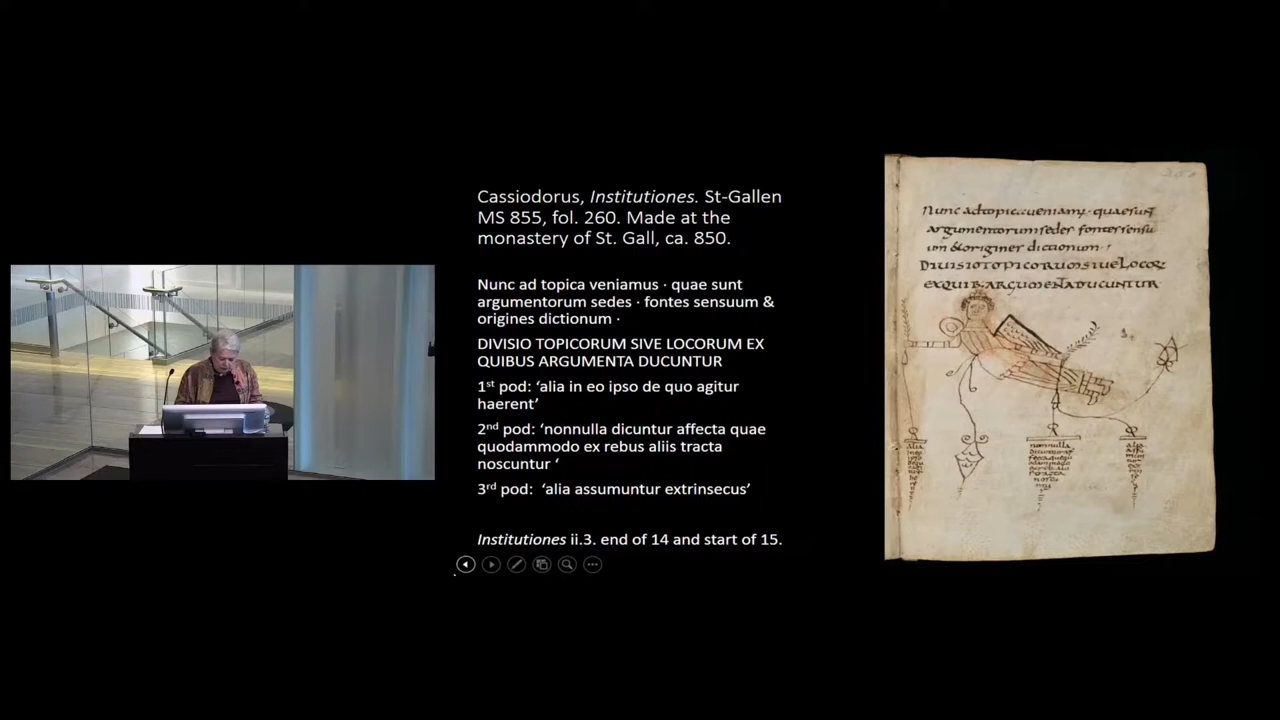 Cassiodorus, Institutiones. St-Gallen
MS 855, fol. 260. Made at the
monastery of St. Gall, ca. 850.
Nunc ad topica veniamus · quae sunt
argumentorum sedes · fontes sensuum &
origines dictionum ·
DIVISIO TOPICORUM SIVE LOCORUM EX
QUIBUS ARGUMENTA DUCUNTUR
1st pod: ‘alia in eo ipso de quo agitur
haerent’
2nd pod: ‘nonnulla dicuntur affecta quae
quodammodo ex rebus aliis tracta
noscuntur ‘
3rd pod: ‘alia assumuntur extrinsecus’
Institutiones ii.3. end of 14 and start of 15.
Nunc ad topica veniamus · quae sunt
argumentorum sedes fontes sensu
um & origines dictionum
DIVISIO TOPICORUM SIVE LOCOR
EX QUIB· ARGUMENTA DUCUNTUR
nonnulla